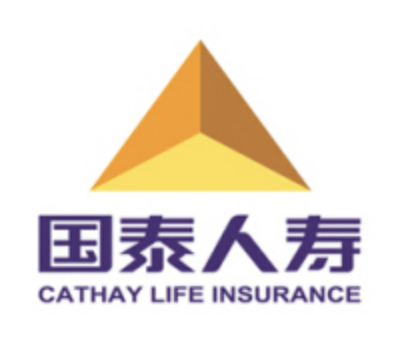 国泰人寿
CATHAY LIFE INSURANCE